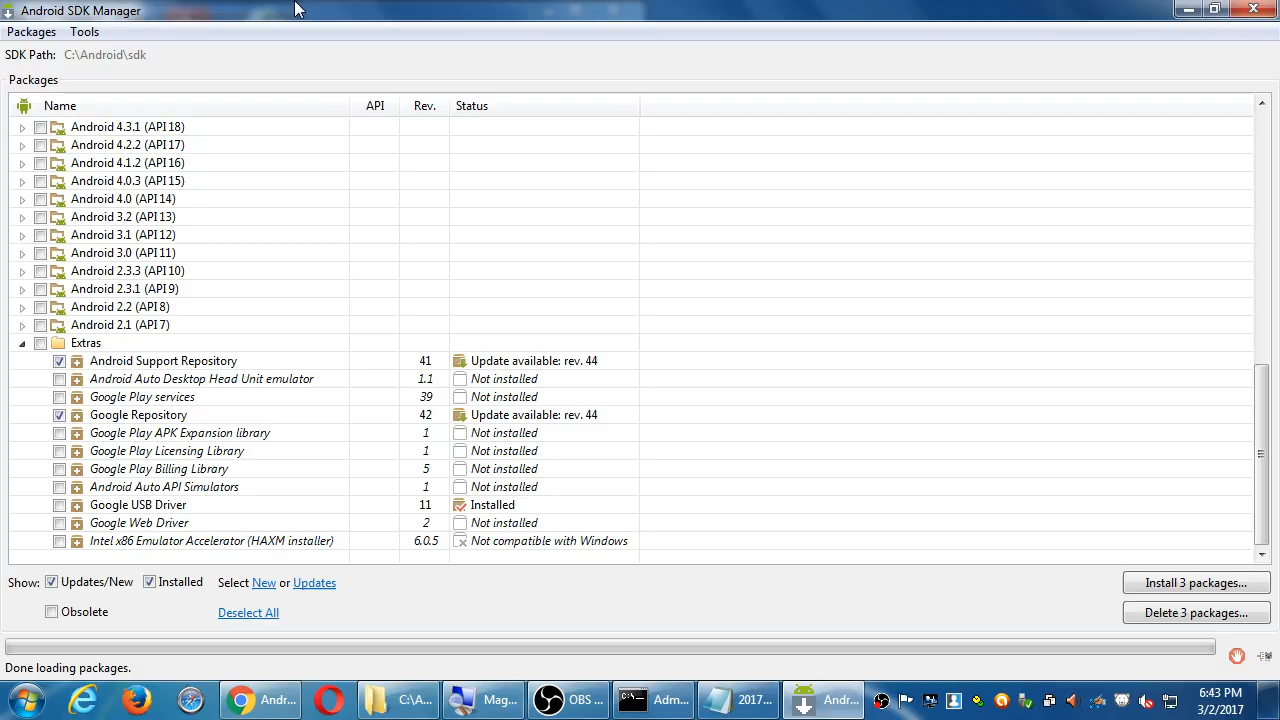 Android SDK Manager
Packages Tools
SDK Path: C:\Android\sdk
Packages
Name API Rev. Status
Android 4.3.1 (API 18)
Android 4.2.2 (API 17)
Android 4.1.2 (API 16)
Android 4.0.3 (API 15)
Android 4.0 (API 14)
Android 3.2 (API 13)
Android 3.1 (API 12)
Android 3.0 (API 11)
Android 2.3.3 (API 10)
Android 2.3.1 (API 9)
Android 2.2 (API 8)
Android 2.1 (API 7)
Extras
Android Support Repository 41 Update available: rev. 44
Android Auto Desktop Head Unit emulator 1.1 Not installed
Google Play services 39 Not installed
Google Repository 42 Update available: rev. 44
Google Play APK Expansion library 1 Not installed
Google Play Licensing Library 1 Not installed
Google Play Billing Library 5 Not installed
Android Auto API Simulators 1 Not installed
Google USB Driver 11 Installed
Google Web Driver 2 Not installed
Intel x86 Emulator Accelerator (HAXM installer) 6.0.5 Not compatible with Windows
Show: Updates/New Installed Select New or Updates Install 3 packages...
Obsolete Deselect All Delete 3 packages...
Done loading packages.
Andr... C:\A... Mag... OBS ... Adm... 2017... Andr... 6:43 PM
3/2/2017